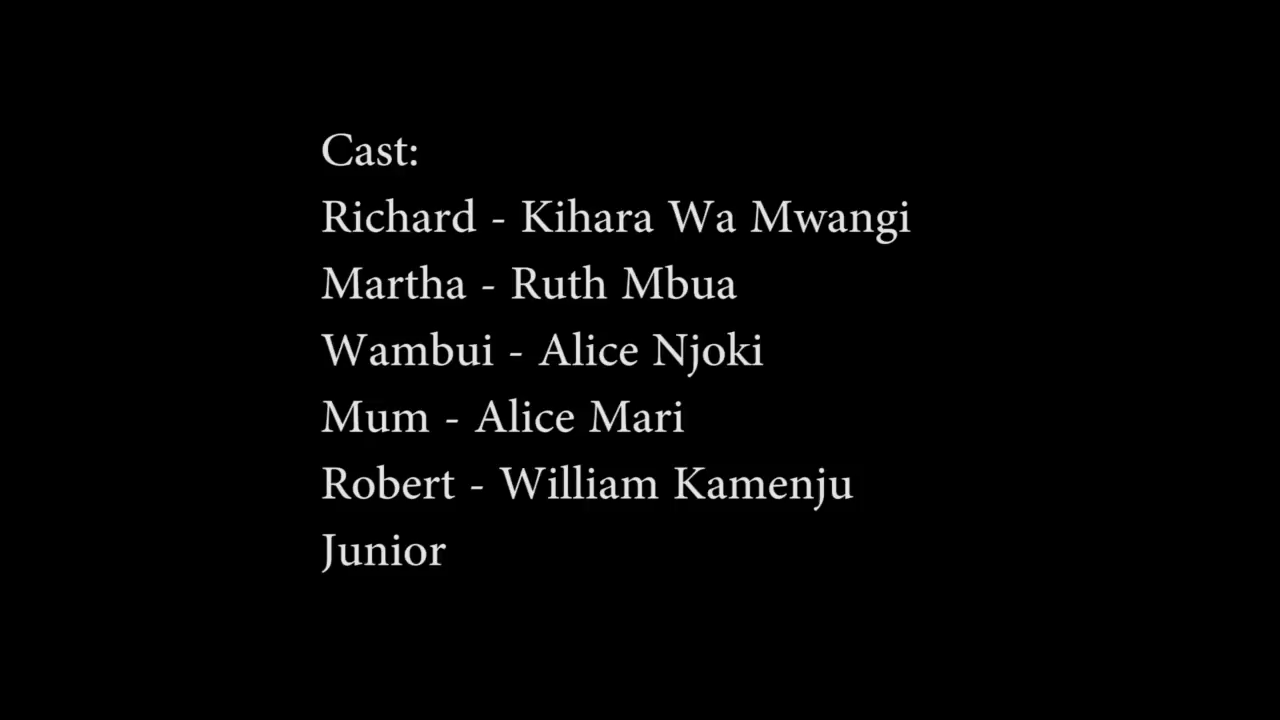 Cast:
Richard - Kihara Wa Mwangi
Martha - Ruth Mbua
Wambui - Alice Njoki
Mum - Alice Mari
Robert - William Kamenju
Junior